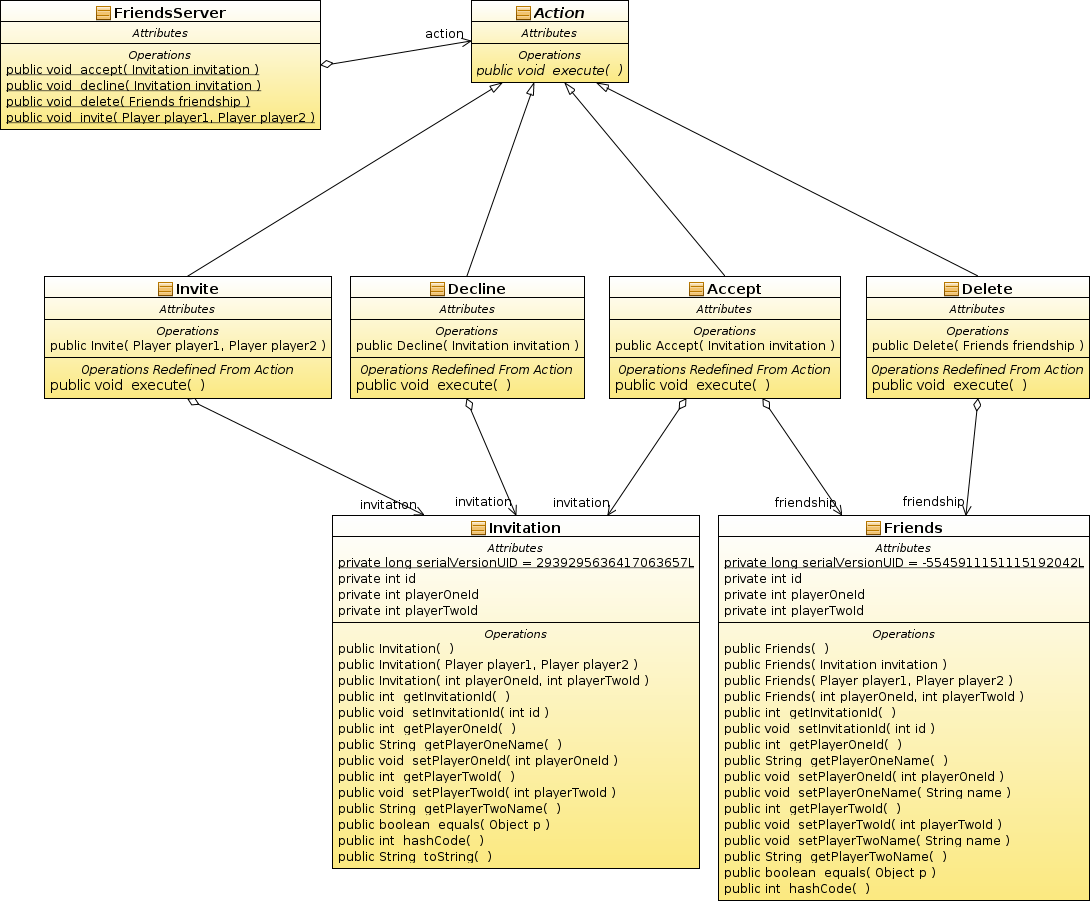 FriendsServer
Attributes
Operations
public void accept( Invitation invitation )
public void decline( Invitation invitation )
public void delete( Friends friendship )
public void invite( Player player1, Player player2 )
action
Action
Attributes
Operations
public void execute( )
Invite
Attributes
Operations
public Invite( Player player1, Player player2 )
Operations Redefined From Action
public void execute( )
Decline
Attributes
Operations
public Decline( Invitation invitation )
Operations Redefined From Action
public void execute( )
Accept
Attributes
Operations
public Accept( Invitation invitation )
Operations Redefined From Action
public void execute( )
Delete
Attributes
Operations
public Delete( Friends friendship )
Operations Redefined From Action
public void execute( )
invitation
invitation
invitation
friendship
friendship
Invitation
Attributes
private long serialVersionUID = 2939295636417063657L
private int id
private int playerOneId
private int playerTwoId
Operations
public Invitation( )
public Invitation( Player player1, Player player2 )
public Invitation( int playerOneId, int playerTwoId )
public int getInvitationId( )
public void setInvitationId( int id )
public int getPlayerOneId( )
public String getPlayerOneName( )
public void setPlayerOneId( int playerOneId )
public int getPlayerTwoId( )
public void setPlayerTwoId( int playerTwoId )
public String getPlayerTwoName( )
public boolean equals( Object p )
public int hashCode( )
public String toString( )
Friends
Attributes
private long serialVersionUID = -5545911151115192042L
private int id
private int playerOneId
private int playerTwoId
Operations
public Friends( )
public Friends( Invitation invitation )
public Friends( Player player1, Player player2 )
public Friends( int playerOneId, int playerTwoId )
public int getInvitationId( )
public void setInvitationId( int id )
public int getPlayerOneId( )
public String getPlayerOneName( )
public void setPlayerOneId( int playerOneId )
public void setPlayerOneName( String name )
public int getPlayerTwoId( )
public void setPlayerTwoId( int playerTwoId )
public void setPlayerTwoName( String name )
public String getPlayerTwoName( )
public boolean equals( Object p )
public int hashCode( )